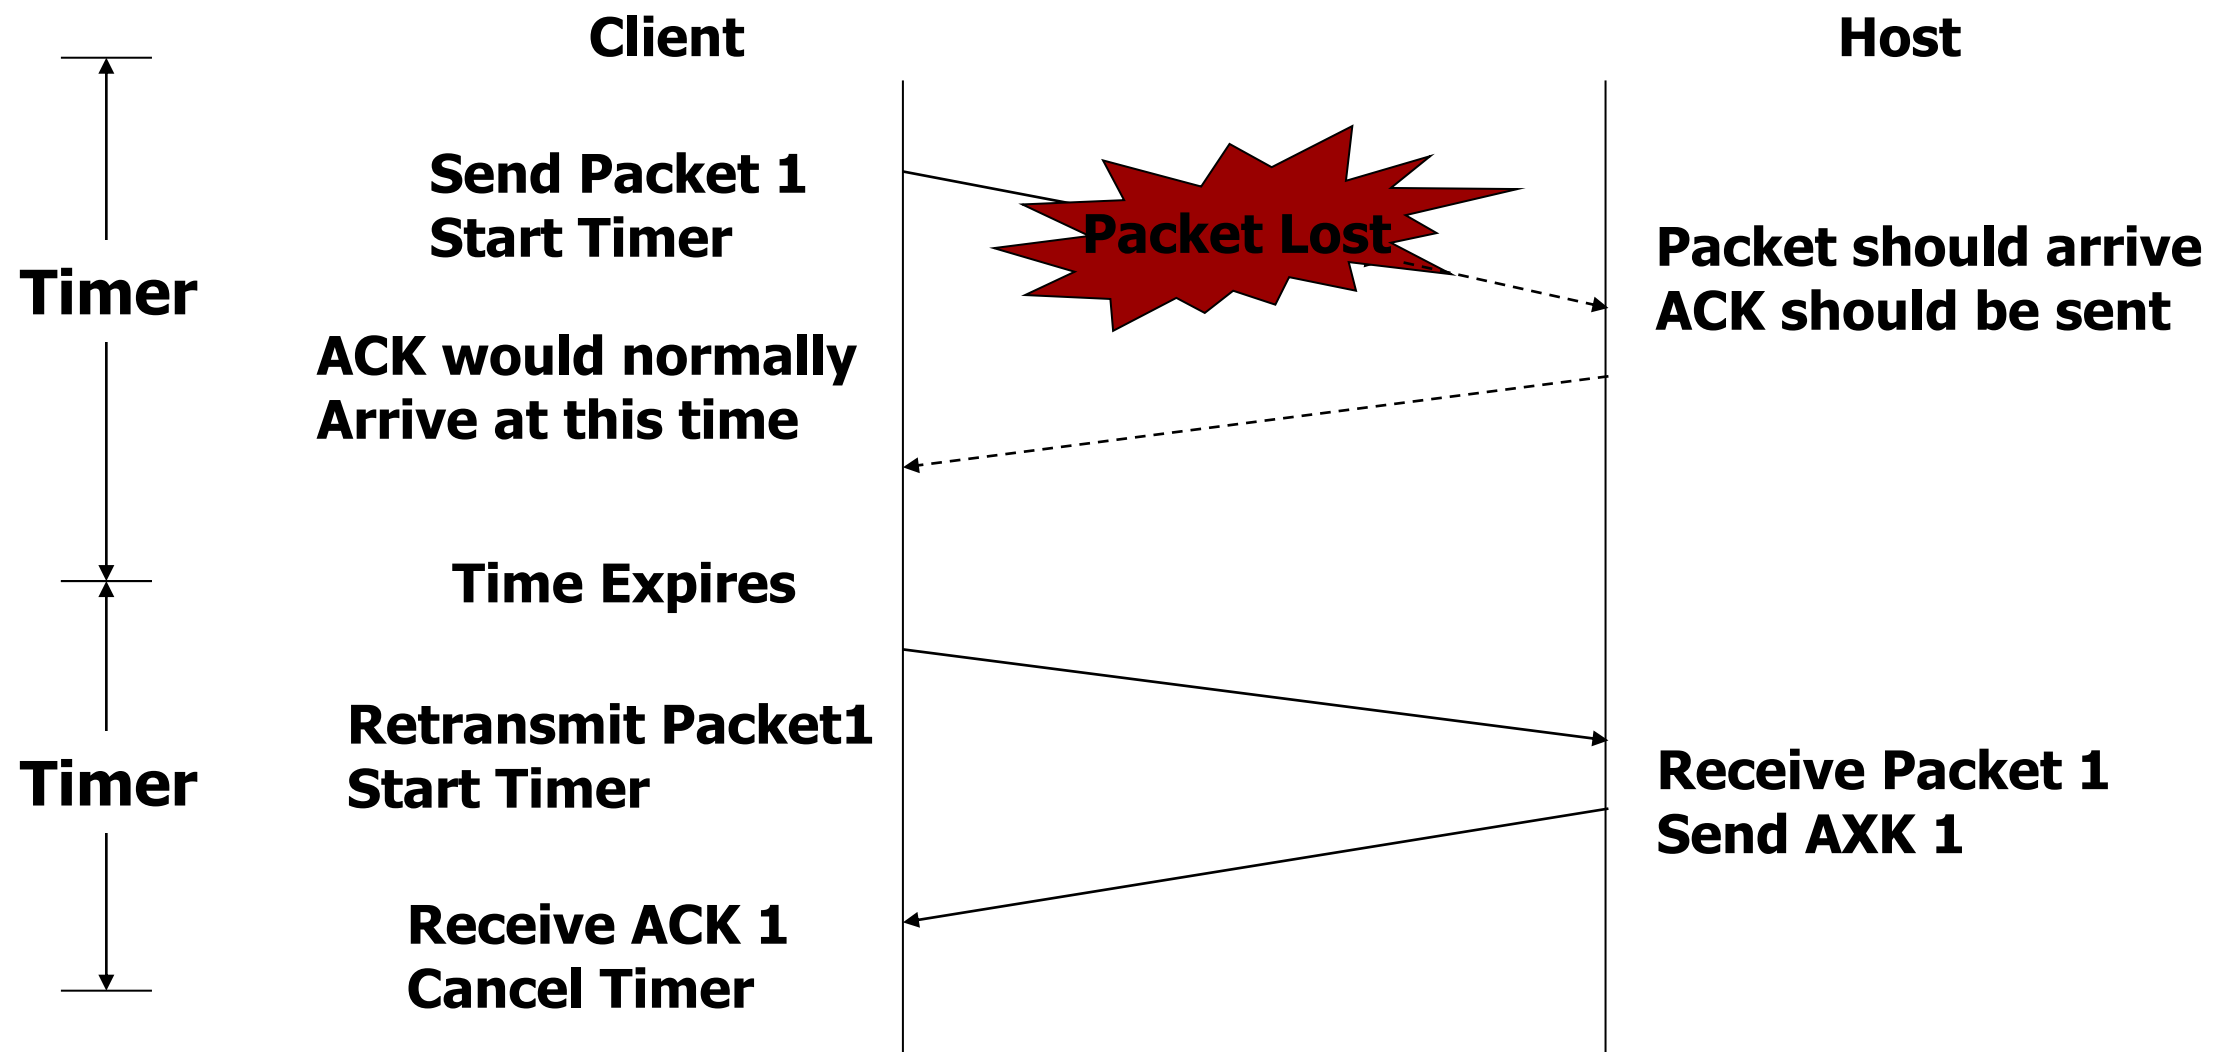 Client
Host
Send Packet 1
Start Timer
Packet Lost
Packet should arrive
ACK should be sent
Timer
ACK would normally
Arrive at this time
Time Expires
Retransmit Packet1
Start Timer
Timer
Receive Packet 1
Send AXK 1
Receive ACK 1
Cancel Timer